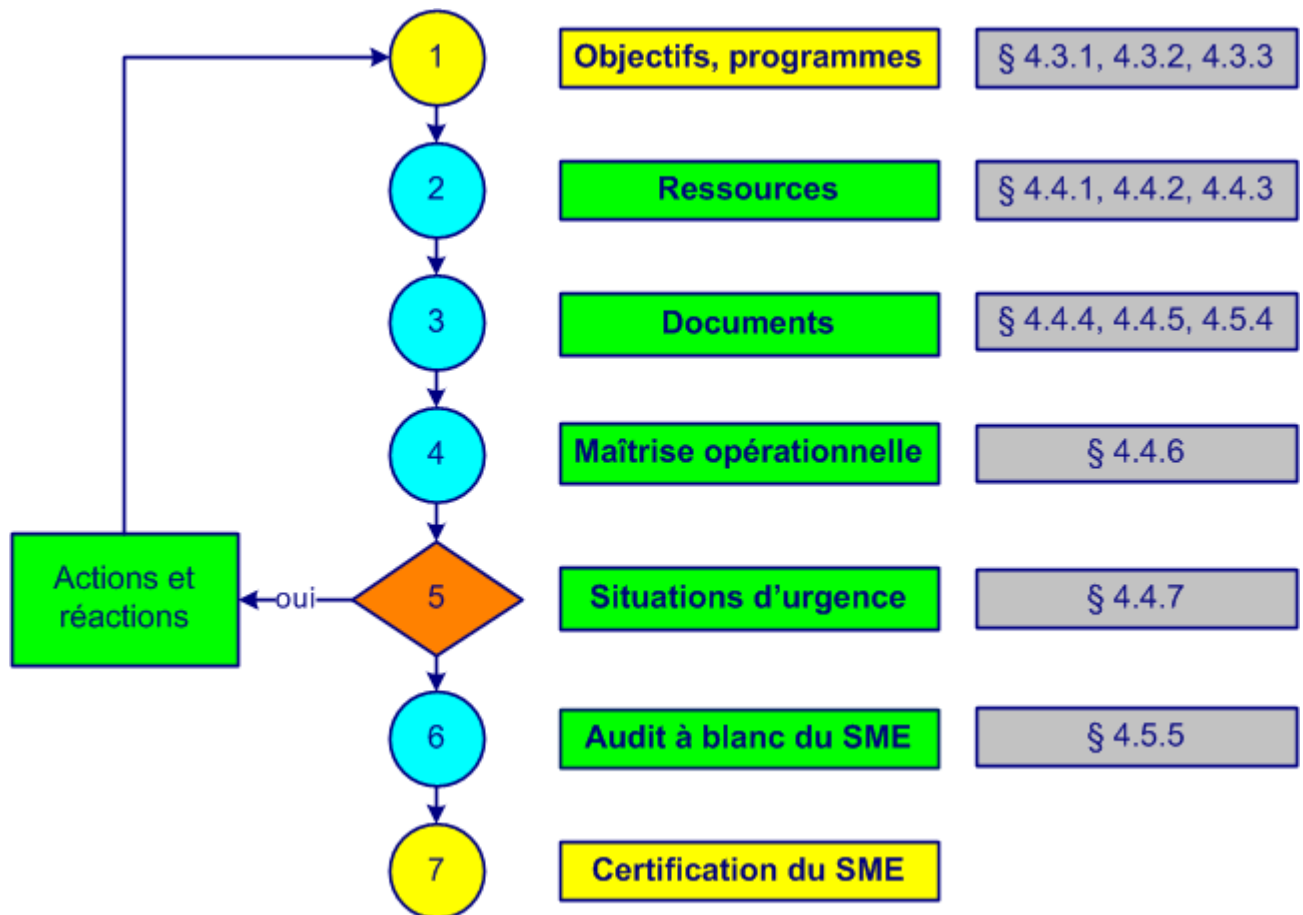 1
Objectifs, programmes
§ 4.3.1, 4.3.2, 4.3.3
2
Ressources
§ 4.4.1, 4.4.2, 4.4.3
3
Documents
§ 4.4.4, 4.4.5, 4.5.4
4
Maîtrise opérationnelle
§ 4.4.6
Actions et
réactions
oui
5
Situations d’urgence
§ 4.4.7
6
Audit à blanc du SME
§ 4.5.5
7
Certification du SME